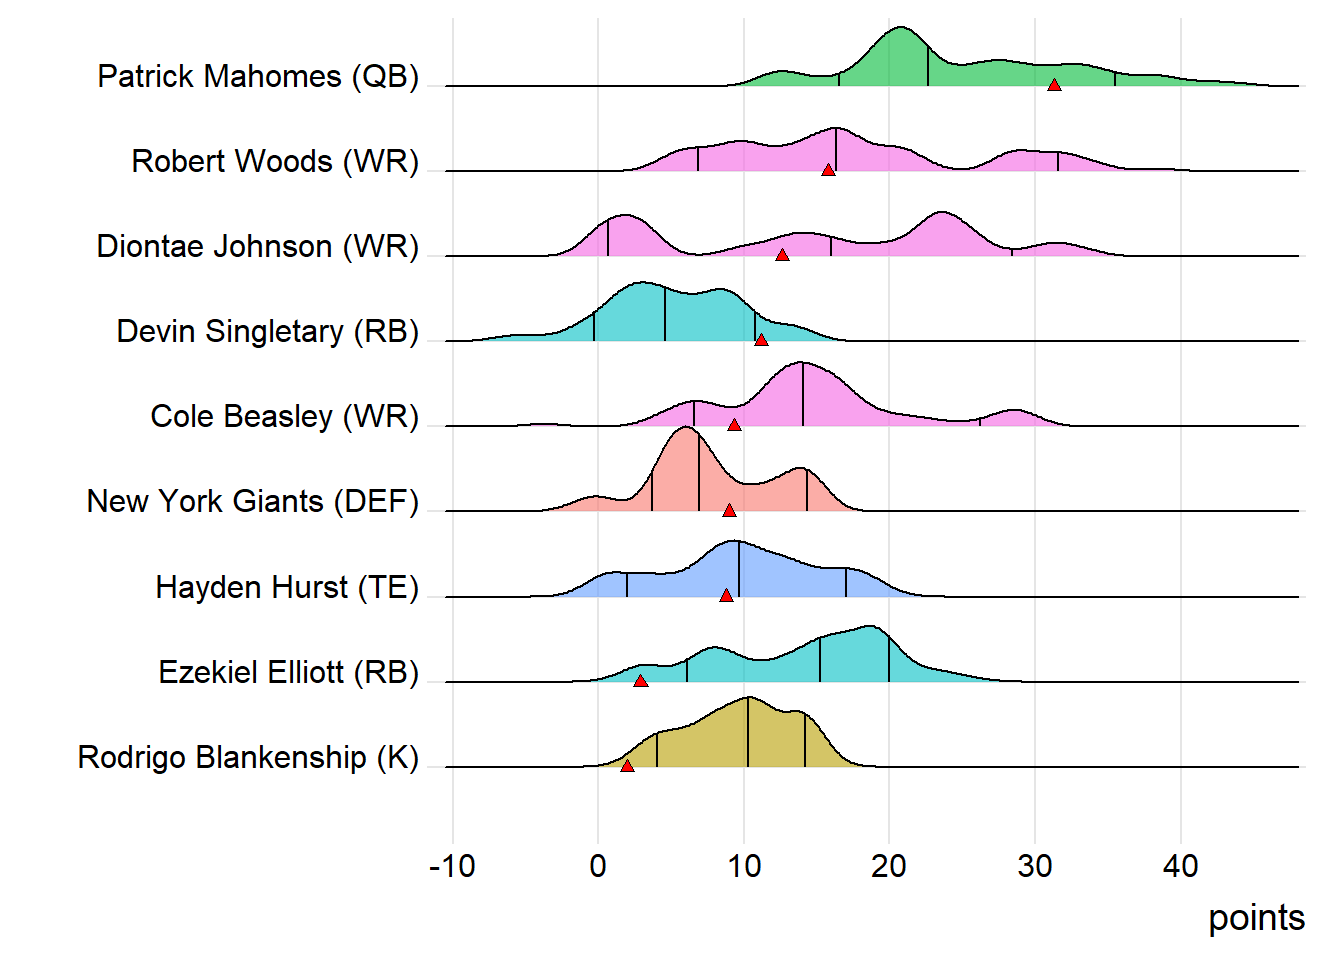 Patrick Mahomes (QB)
Robert Woods (WR)
Diontae Johnson (WR)
Devin Singletary (RB)
Cole Beasley (WR)
New York Giants (DEF)
Hayden Hurst (TE)
Ezekiel Elliott (RB)
Rodrigo Blankenship (K)
-10 0 10 20 30 40
points